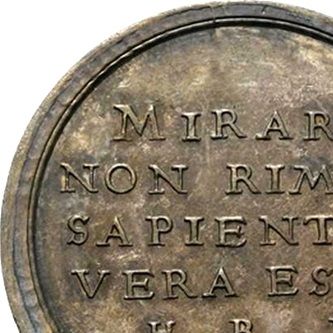 MIRAR
NON RIM
SAPIENT
VERA ES
H B